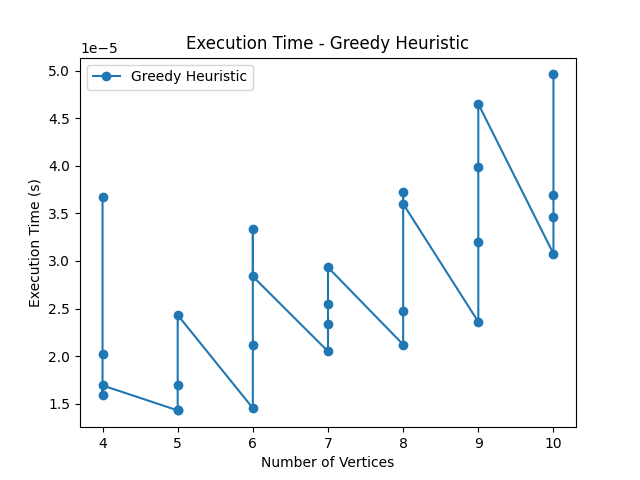 Execution Time - Greedy Heuristic
1e−5
Greedy Heuristic
5.0
4.5
4.0
3.5
3.0
2.5
2.0
1.5
Execution Time (s)
4 5 6 7 8 9 10
Number of Vertices